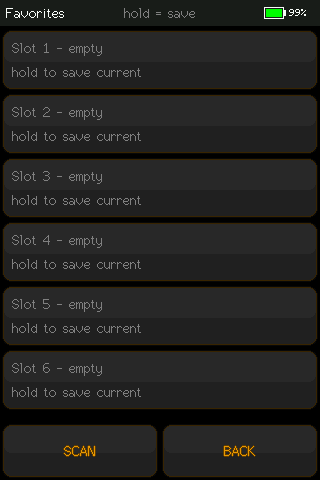 Favorites hold = save 99%
Slot 1 - empty
hold to save current
Slot 2 - empty
hold to save current
Slot 3 - empty
hold to save current
Slot 4 - empty
hold to save current
Slot 5 - empty
hold to save current
Slot 6 - empty
hold to save current
SCAN BACK